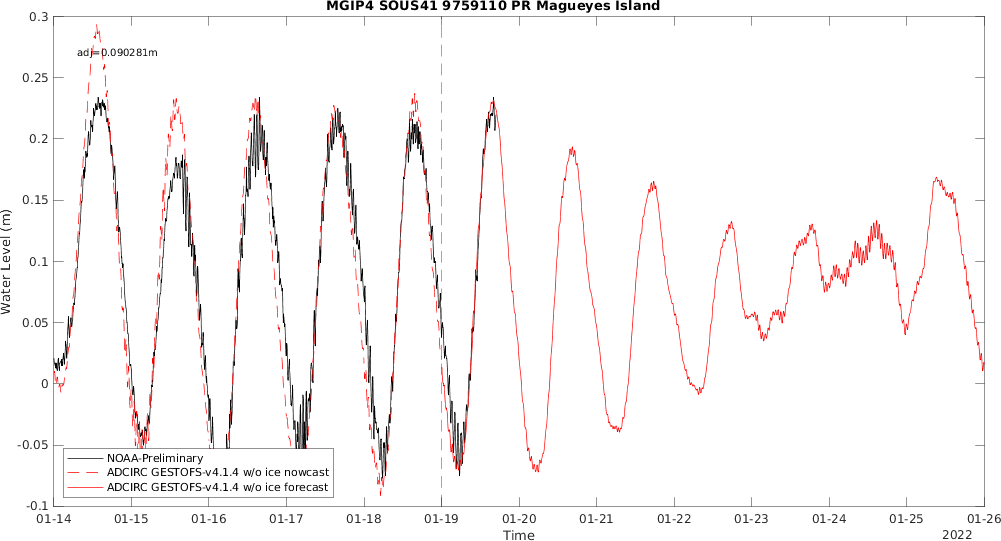 MGIP4 SOUS41 9759110 PR Magueyes Island
0.3
0.25
0.2
0.15
0.1
0.05
0
-0.05
-0.1
Water Level (m)
adj=0.090281m
NOAA-Preliminary
ADCIRC GESTOFS-v4.1.4 w/o ice nowcast
ADCIRC GESTOFS-v4.1.4 w/o ice forecast
01-14 01-15 01-16 01-17 01-18 01-19 01-20 01-21 01-22 01-23 01-24 01-25 01-26
Time
2022